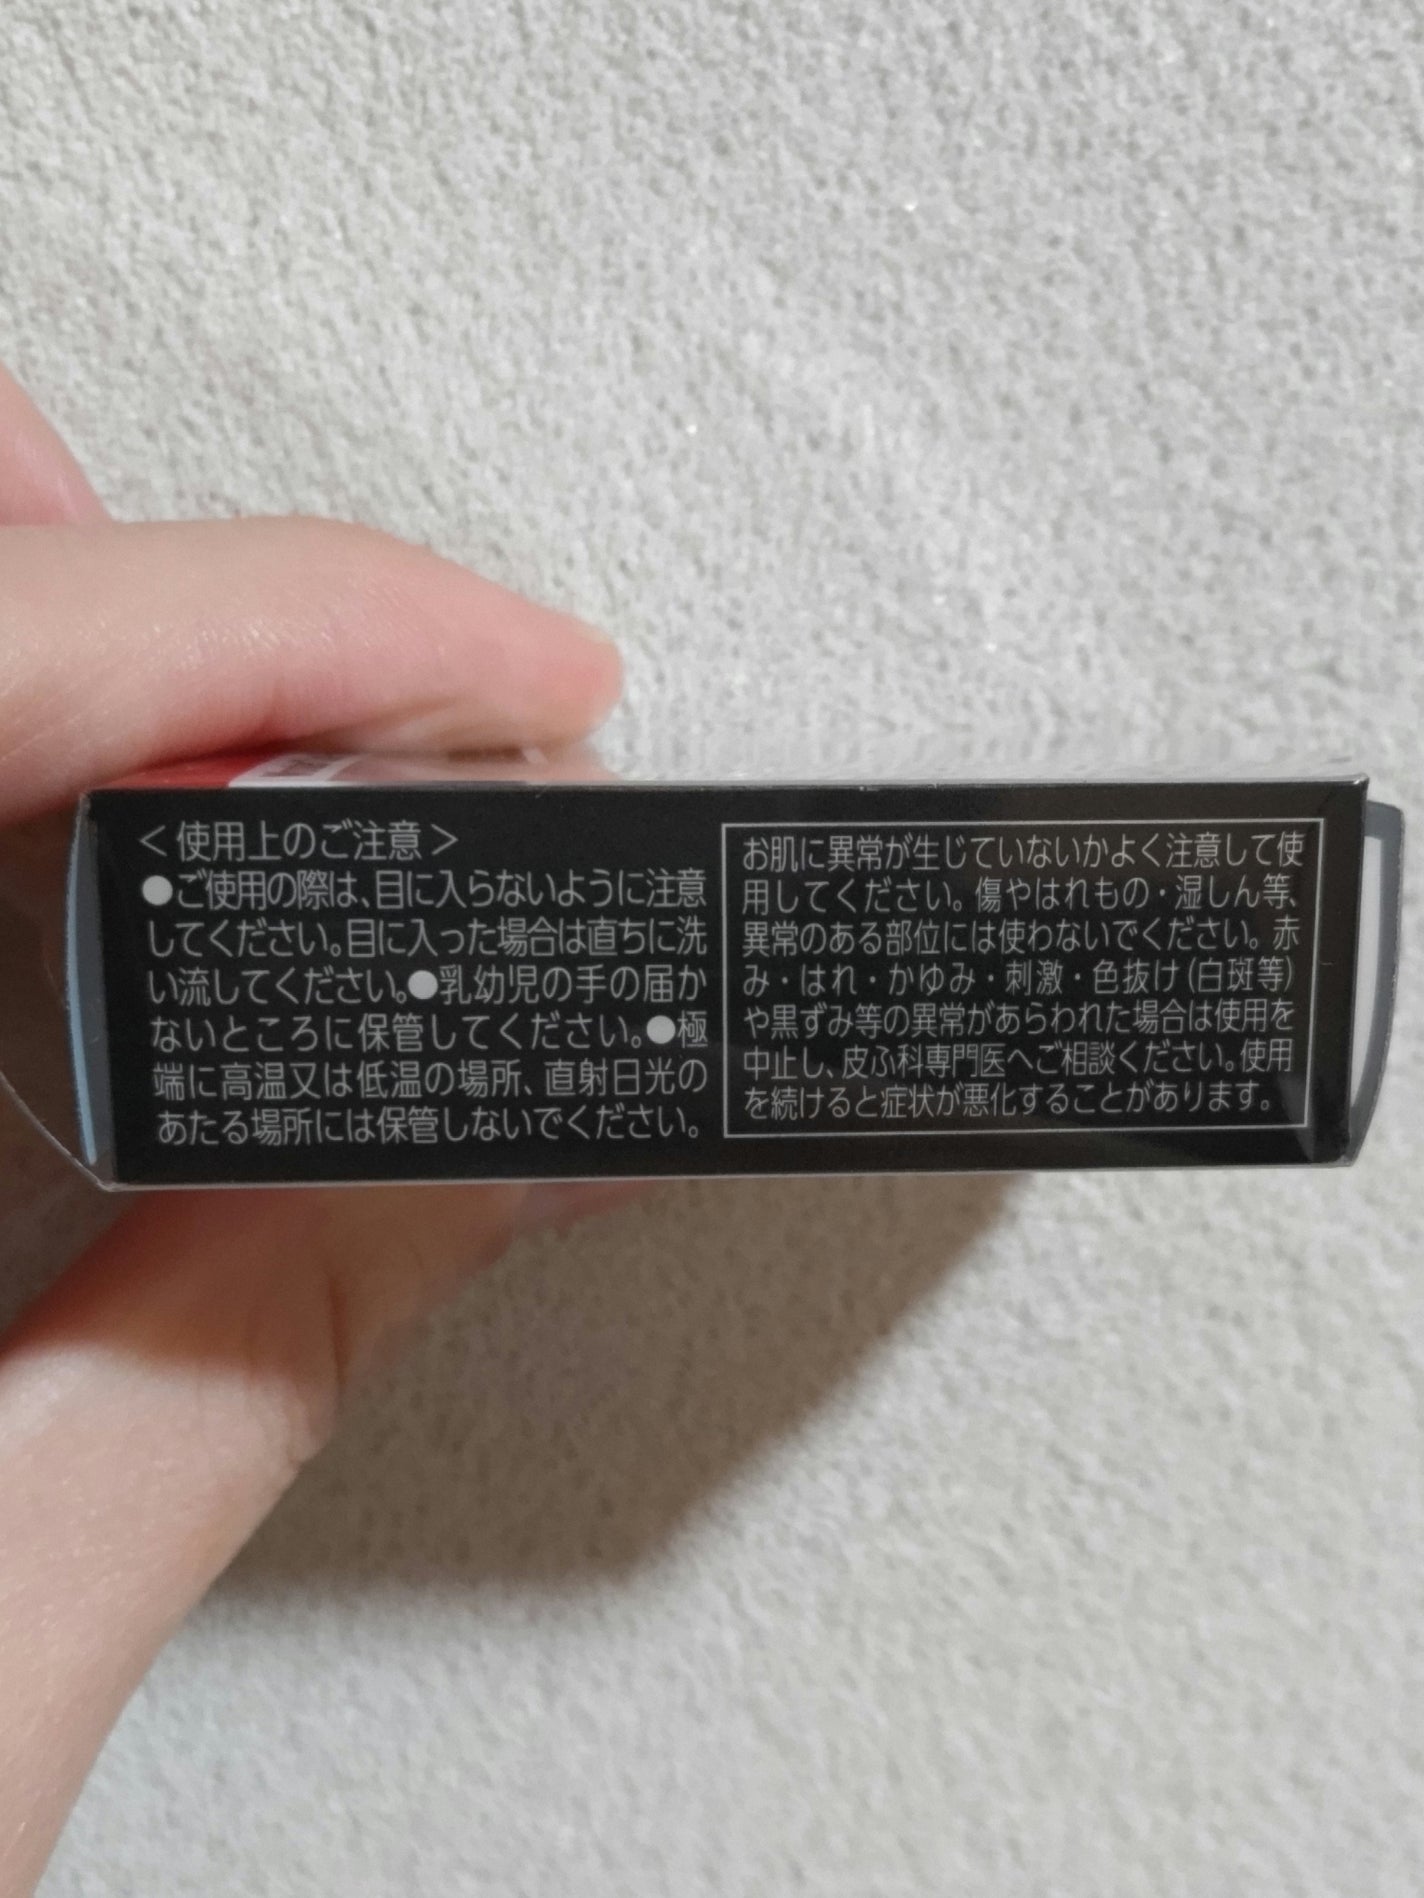 ＜使用上のご注意＞
●ご使用の際は、目に入らないように注意
してください。目に入った場合は直ちに洗
い流してください。●乳幼児の手の届か
ないところに保管してください。●極
端に高温又は低温の場所、直射日光の
あたる場所には保管しないでください。
お肌に異常が生じていないかよく注意して使
用してください。傷やはれもの・湿しん等、
異常のある部位には使わないでください。赤
み・はれ・かゆみ・刺激・色抜け（白斑等）
や黒ずみ等の異常があらわれた場合は使用を
中止し、皮ふ科専門医へご相談ください。使用
を続けると症状が悪化することがあります。